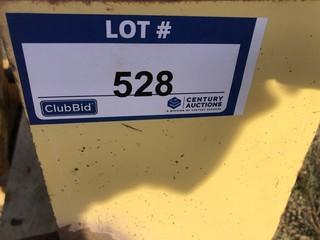 LOT #
528
ClubBid
CENTURY
AUCTIONS
A DIVISION OF CENTURY SERVICES